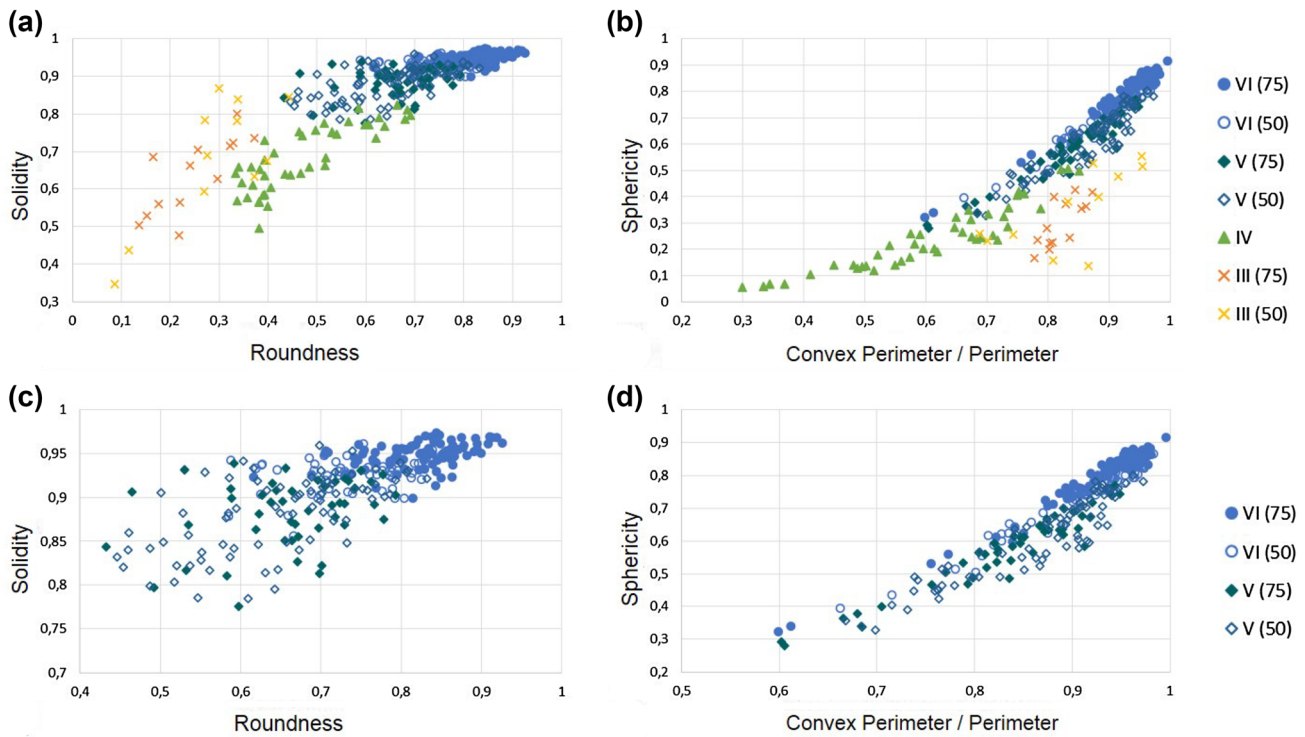 (a)
Solidity
1
0,9
0,8
0,7
0,6
0,5
0,4
0,3
0
0,1
0,2
0,3
0,4
0,5
0,6
0,7
0,8
0,9
1
Roundness
(b)
Sphericity
1
0,9
0,8
0,7
0,6
0,5
0,4
0,3
0,2
0,1
0
0,2
0,3
0,4
0,5
0,6
0,7
0,8
0,9
1
Convex Perimeter / Perimeter
VI (75)
VI (50)
V (75)
V (50)
IV
III (75)
III (50)
(c)
Solidity
1
0,95
0,9
0,85
0,8
0,75
0,7
0,4
0,5
0,6
0,7
0,8
0,9
1
Roundness
(d)
Sphericity
1
0,9
0,8
0,7
0,6
0,5
0,4
0,3
0,2
0,5
0,6
0,7
0,8
0,9
1
Convex Perimeter / Perimeter
VI (75)
VI (50)
V (75)
V (50)